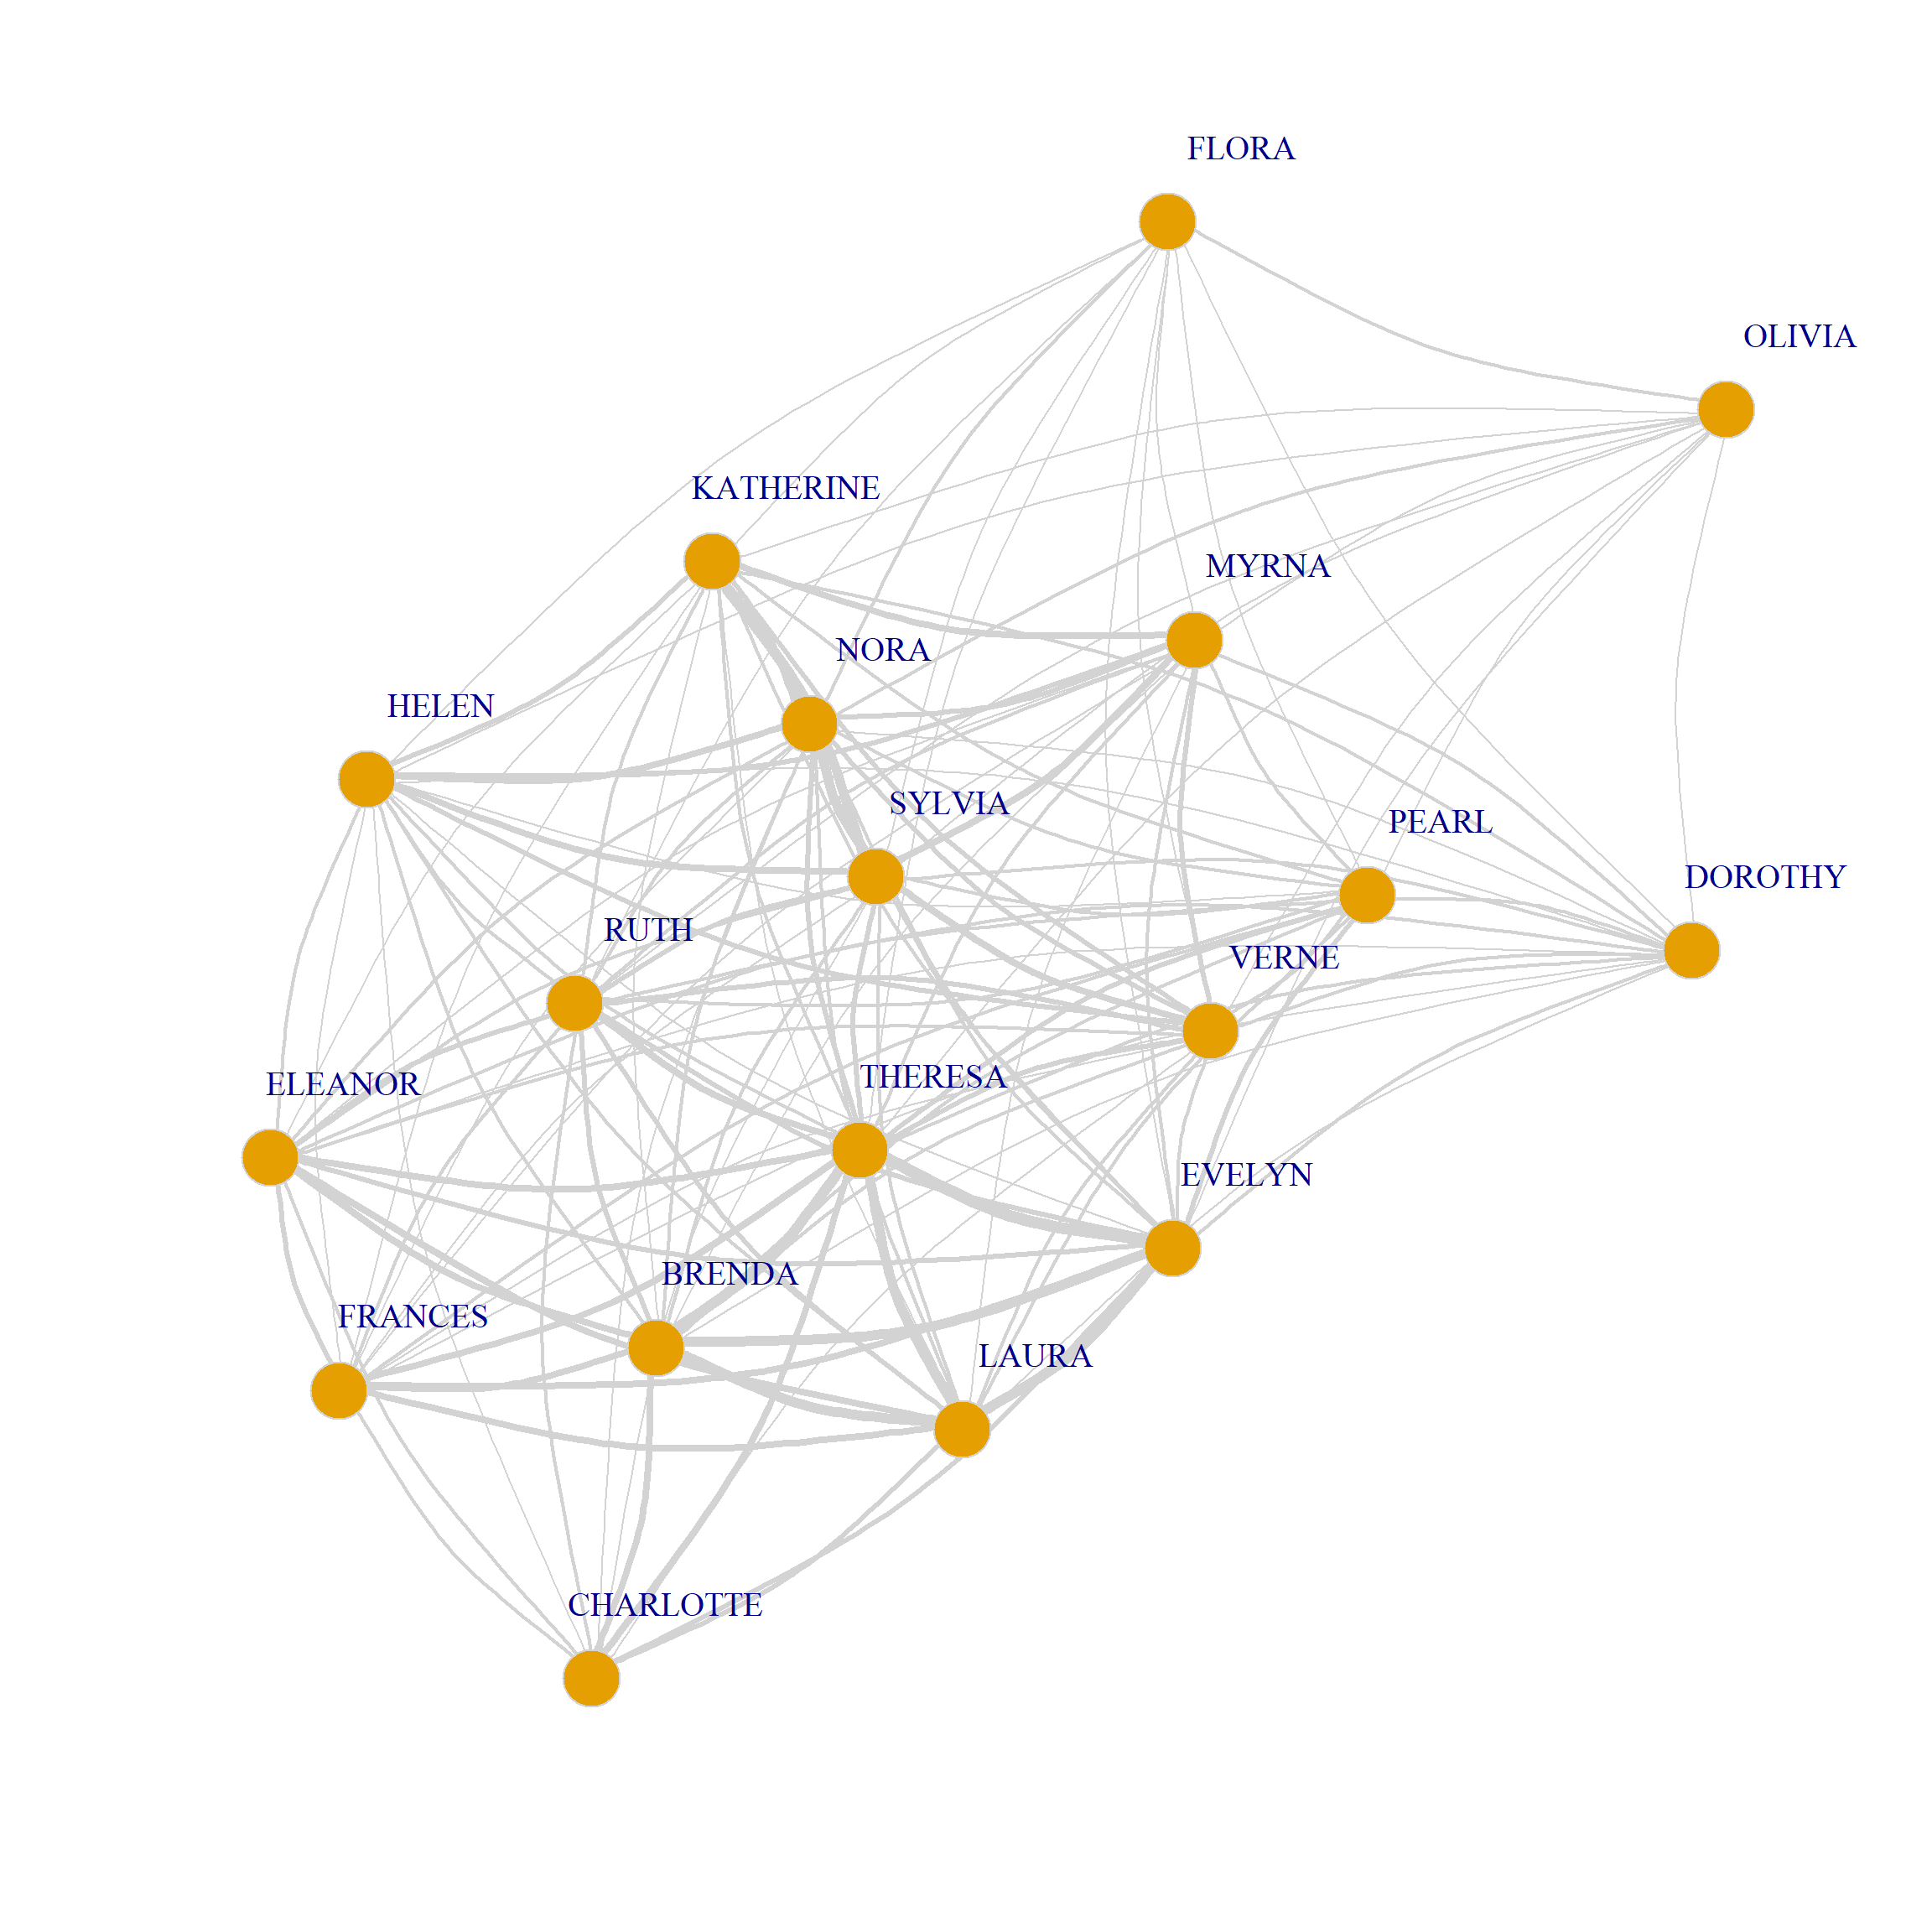 FLORA
OLIVIA
KATHERINE
MYRNA
NORA
HELEN
SYLVIA
PEARL
DOROTHY
RUTH
VERNE
THERESA
ELEANOR
EVELYN
BRENDA
FRANCES
LAURA
CHARLOTTE